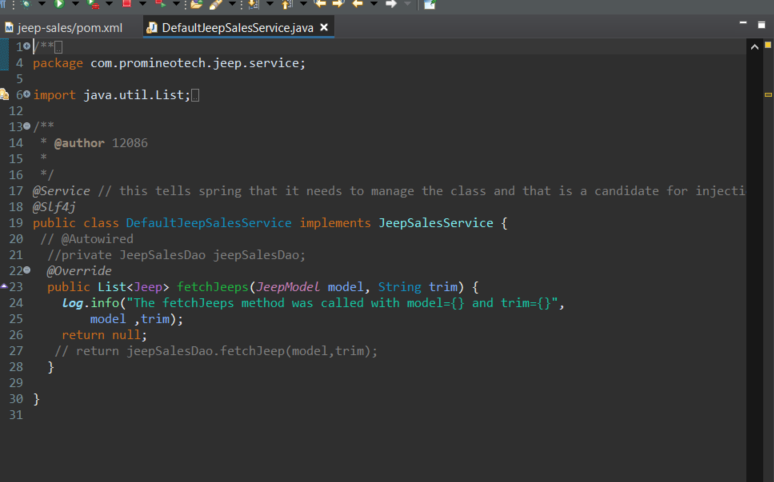 jeep-sales/pom.xml DefaultJeepSalesService.java
1 /**
4 package com.promineotech.jeep.service;
5
6 import java.util.List;
12
13 /**
14 * @author 12086
15 *
16 */
17 @Service // this tells spring that it needs to manage the class and that is a candidate for injecti
18 @Slf4j
19 public class DefaultJeepSalesService implements JeepSalesService {
20 // @Autowired
21 //private JeepSalesDao jeepSalesDao;
22 @Override
23 public List<Jeep> fetchJeeps(JeepModel model, String trim) {
24 log.info("The fetchJeeps method was called with model={} and trim={}",
25 model ,trim);
26 return null;
27 // return jeepSalesDao.fetchJeep(model,trim);
28 }
29
30 }
31